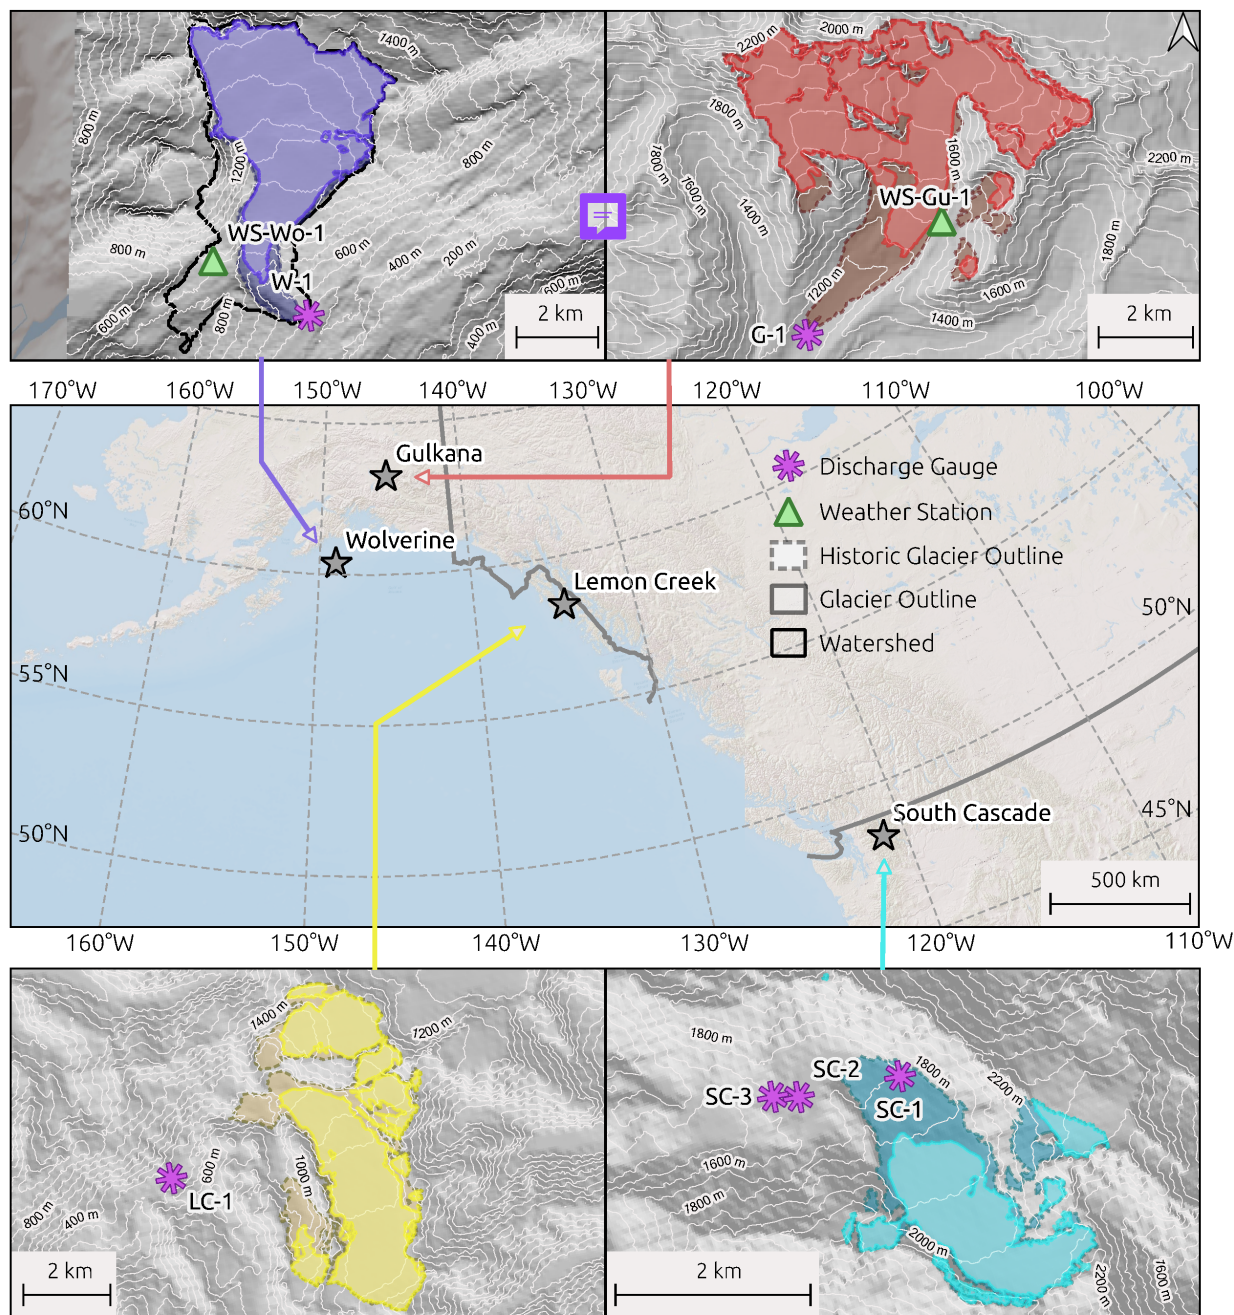 1400 m
800 m
1200 m
800 m
WS-Wo-1
800 m
600 m
400 m
200 m
W-1
600 m
600 m
800 m
400 m
2 km
2200 m
2000 m
1800 m
1800 m
1600 m
1600 m
2200 m
1400 m
WS-Gu-1
1800 m
1200 m
1600 m
1400 m
G-1
2 km
170°W
160°W
150°W
140°W
130°W
120°W
110°W
100°W
Gulkana
60°N
Wolverine
Lemon Creek
Discharge Gauge
Weather Station
Historic Glacier Outline
Glacier Outline
Watershed
50°N
55°N
South Cascade
45°N
50°N
500 km
160°W
150°W
140°W
130°W
120°W
110°W
1400 m
1200 m
600 m
1000 m
LC-1
800 m
400 m
2 km
1800 m
SC-2
1800 m
2200 m
SC-3
SC-1
1600 m
1800 m
2000 m
2200 m
1600 m
2 km